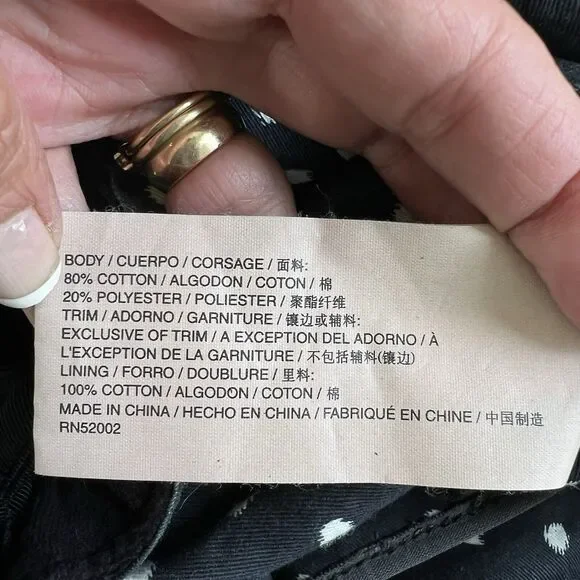 BODY / CUERPO / CORSAGE / 面料:
80% COTTON / ALGODON / COTON / 棉
20% POLYESTER / POLIESTER / 聚酯纤维
TRIM / ADORNO / GARNITURE / 镶边或辅料:
EXCLUSIVE OF TRIM / A EXCEPTION DEL ADORNO / À
L'EXCEPTION DE LA GARNITURE / 不包括辅料(镶边)
LINING / FORRO / DOUBLURE / 里料:
100% COTTON / ALGODON / COTON / 棉
MADE IN CHINA / HECHO EN CHINA / FABRIQUÉ EN CHINE / 中国制造
RN52002